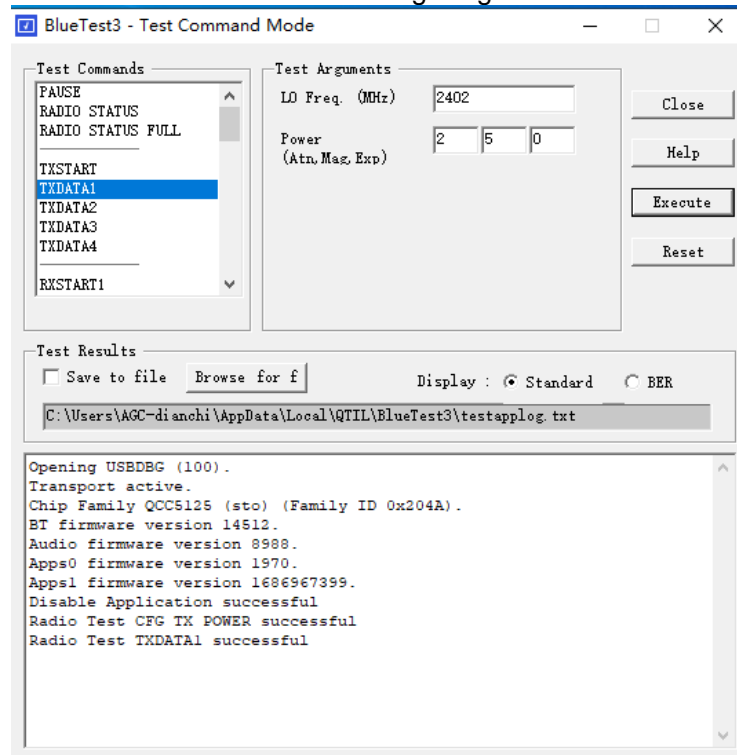 BlueTest3 - Test Command Mode
Test Commands
PAUSE
RADIO STATUS
RADIO STATUS FULL
TXSTART
TXDATA1
TXDATA2
TXDATA3
TXDATA4
RXSTART1
Test Arguments
LO Freq. (MHz) 2402
Power 2 5 0
(Atn, Mag, Exp)
Close
Help
Execute
Reset
Test Results
Save to file Browse for f Display : Standard BER
C:\Users\AGC-dianchi\AppData\Local\QTIL\BlueTest3\testapplog.txt
Opening USBDBG (100).
Transport active.
Chip Family QCC5125 (sto) (Family ID 0x204A).
BT firmware version 14512.
Audio firmware version 8988.
Apps0 firmware version 1970.
Apps1 firmware version 1686967399.
Disable Application successful
Radio Test CFG TX POWER successful
Radio Test TXDATA1 successful